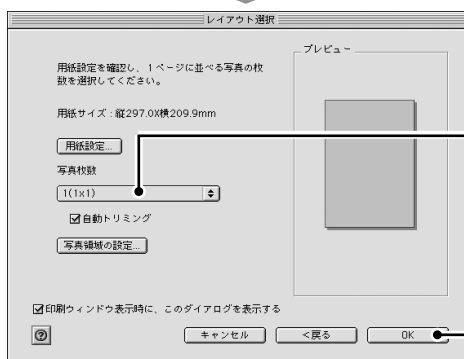 レイアウト選択
用紙設定を確認し、1ページに並べる写真の枚
数を選択してください。
用紙サイズ：縦297.0X横209.9mm
用紙設定...
写真枚数
1(1x1)
自動トリミング
写真領域の設定...
プレビュー
印刷ウィンドウ表示時に、このダイアログを表示する
?
キャンセル
<戻る
OK